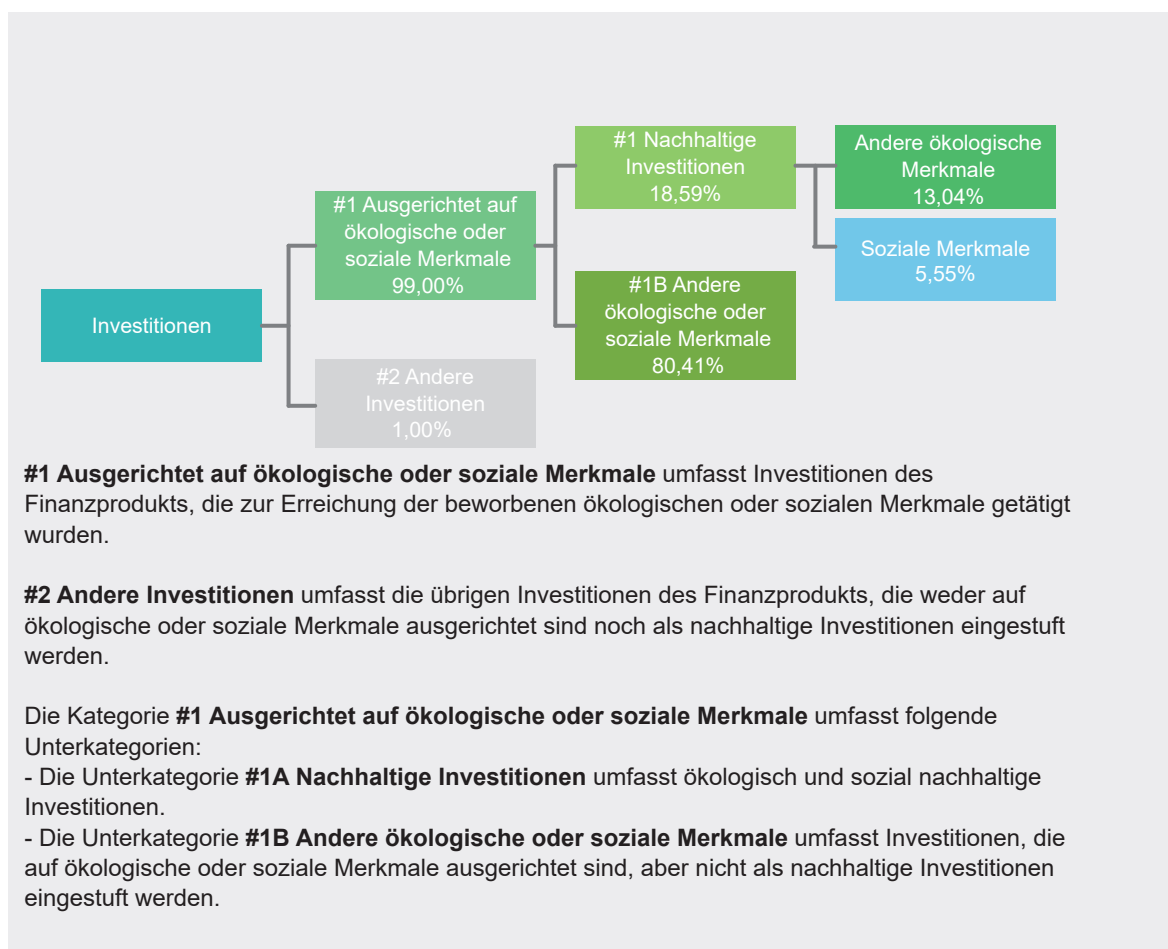 #1 Nachhaltige
Investitionen
18,59%
Andere ökologische
Merkmale
13,04%
#1 Ausgerichtet auf
ökologische oder
soziale Merkmale
99,00%
Soziale Merkmale
5,55%
#1B Andere
ökologische oder
soziale Merkmale
80,41%
Investitionen
#2 Andere
Investitionen
1,00%
#1 Ausgerichtet auf ökologische oder soziale Merkmale umfasst Investitionen des
Finanzprodukts, die zur Erreichung der beworbenen ökologischen oder sozialen Merkmale getätigt
wurden.
#2 Andere Investitionen umfasst die übrigen Investitionen des Finanzprodukts, die weder auf
ökologische oder soziale Merkmale ausgerichtet sind noch als nachhaltige Investitionen eingestuft
werden.
Die Kategorie #1 Ausgerichtet auf ökologische oder soziale Merkmale umfasst folgende
Unterkategorien:
- Die Unterkategorie #1A Nachhaltige Investitionen umfasst ökologisch und sozial nachhaltige
Investitionen.
- Die Unterkategorie #1B Andere ökologische oder soziale Merkmale umfasst Investitionen, die
auf ökologische oder soziale Merkmale ausgerichtet sind, aber nicht als nachhaltige Investitionen
eingestuft werden.